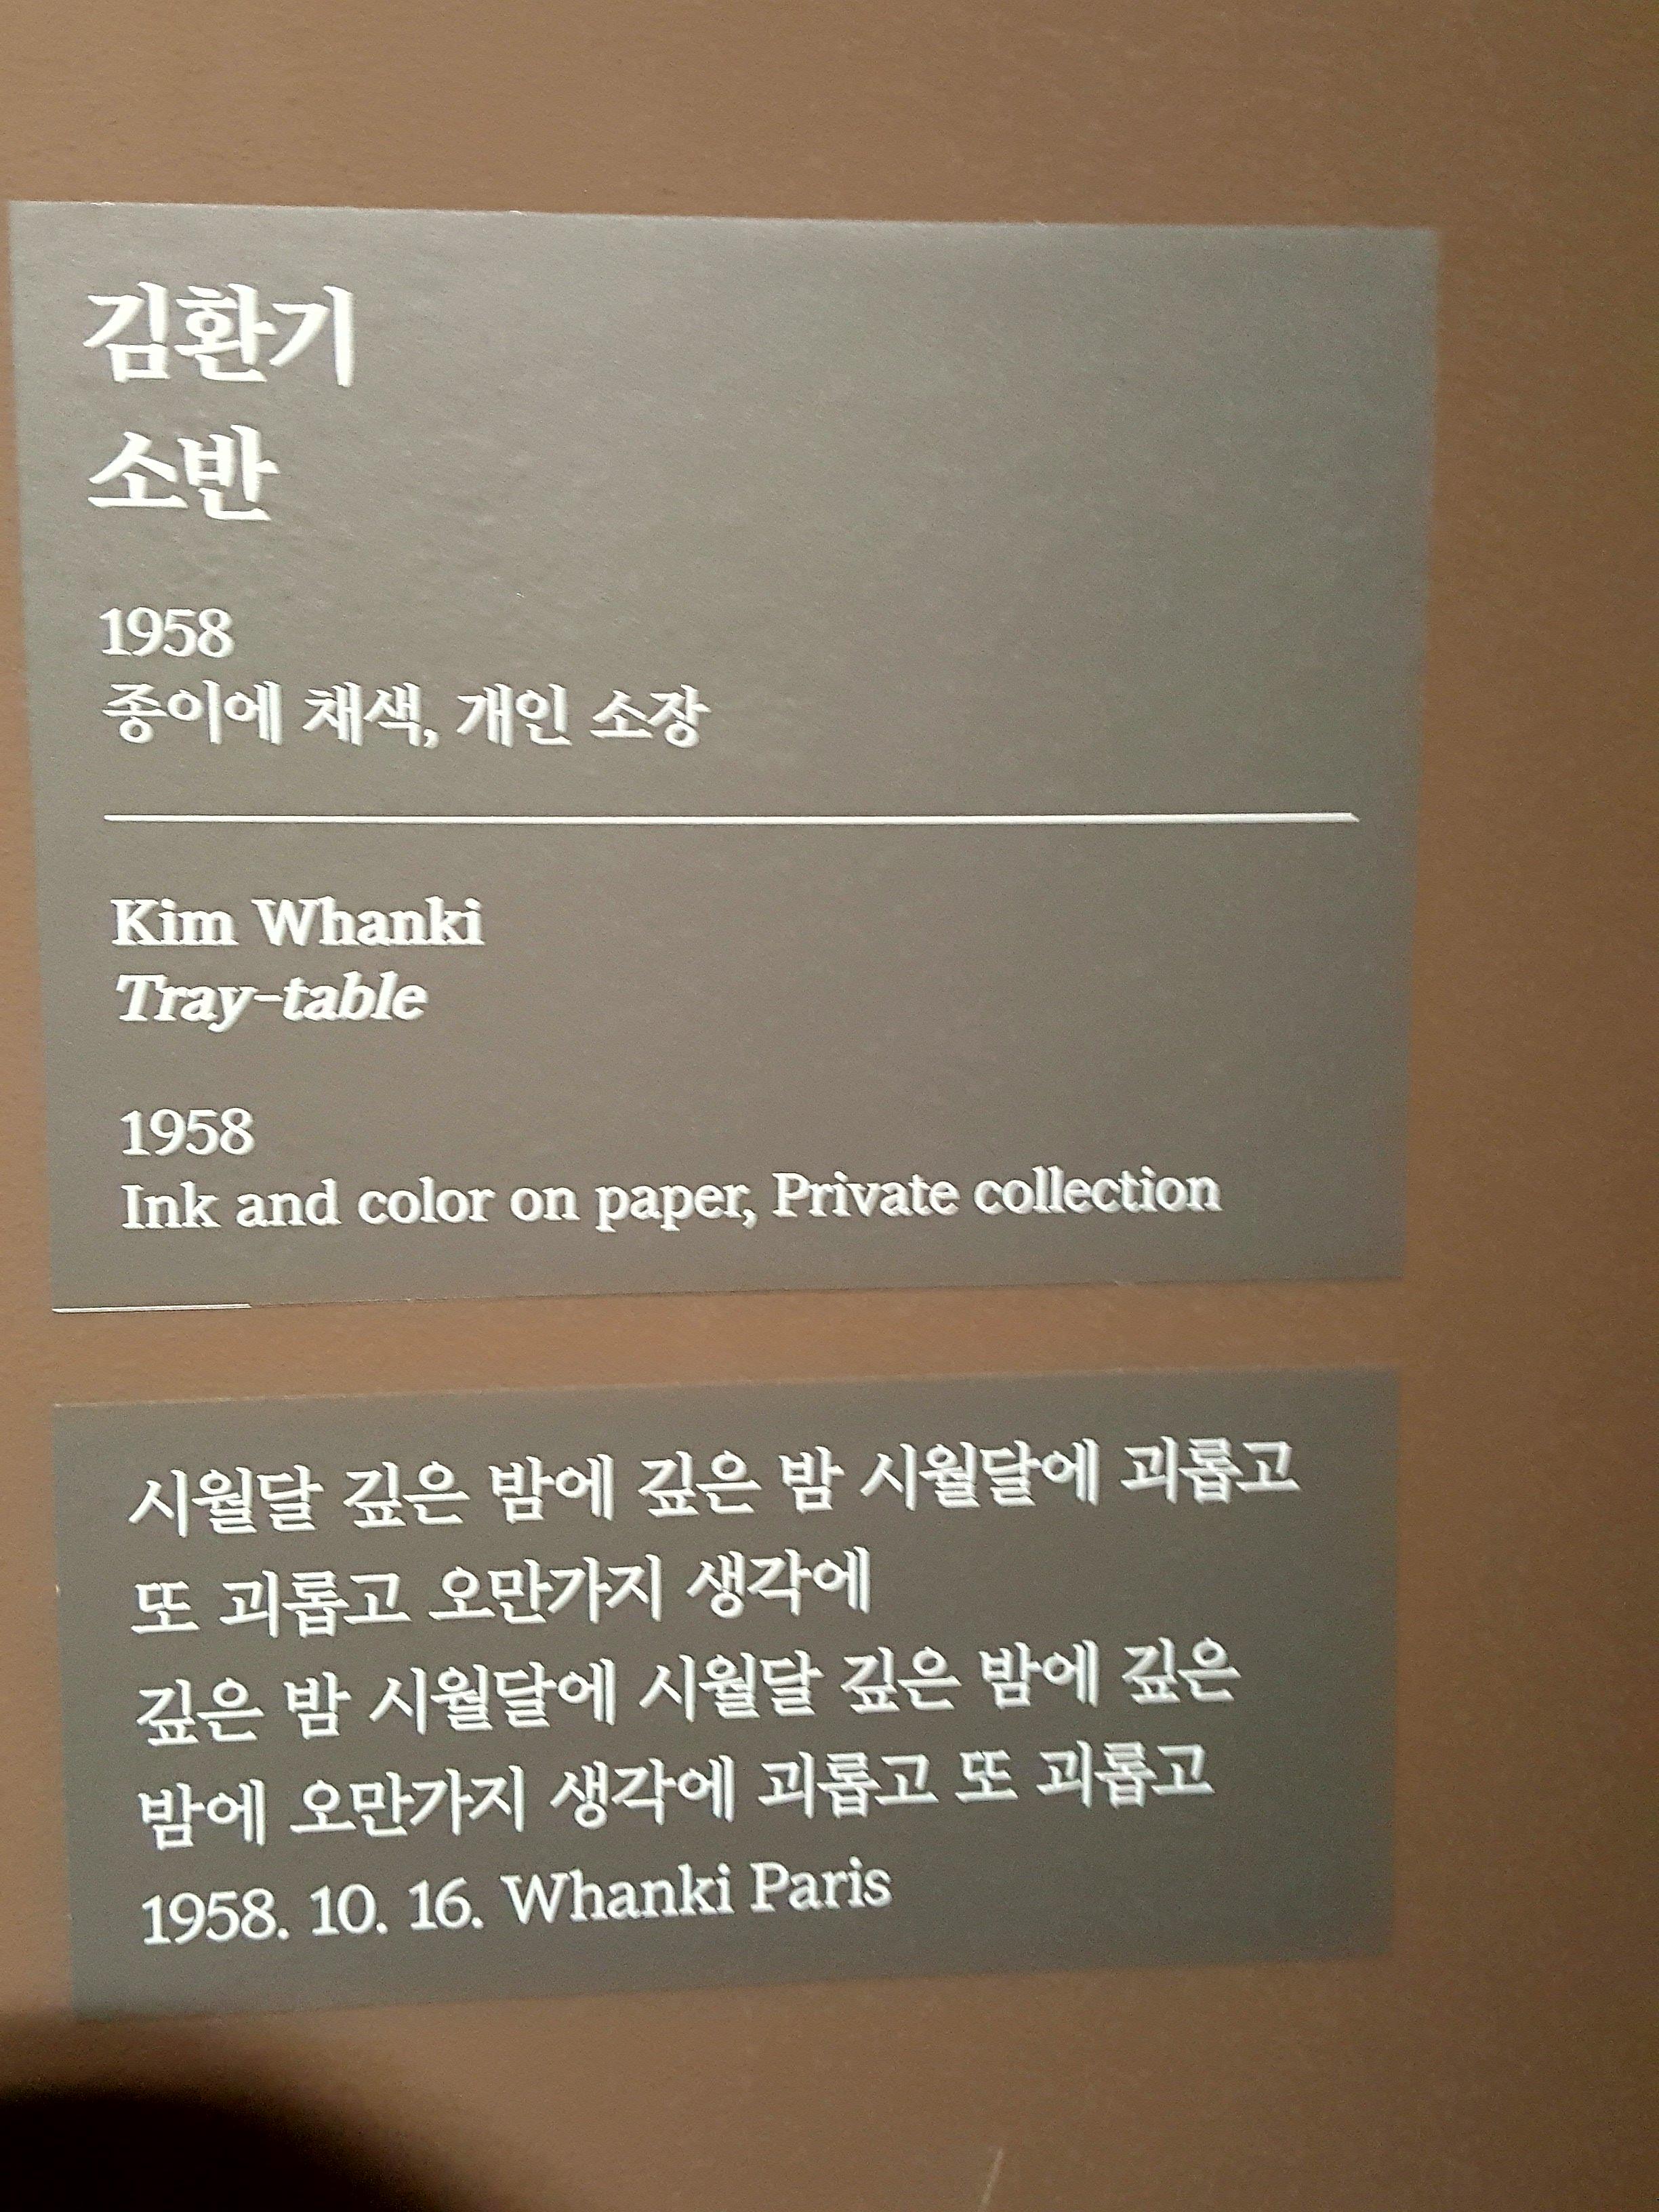 김환기
소반
1958
종이에 채색, 개인 소장
Kim Whanki
Tray-table
1958
Ink and color on paper, Private collection
시월달 깊은 밤에 깊은 밤 시월달에 괴롭고
또 괴롭고 오만가지 생각에
깊은 밤 시월달에 시월달 깊은 밤에 깊은
밤에 오만가지 생각에 괴롭고 또 괴롭고
1958. 10. 16. Whanki Paris